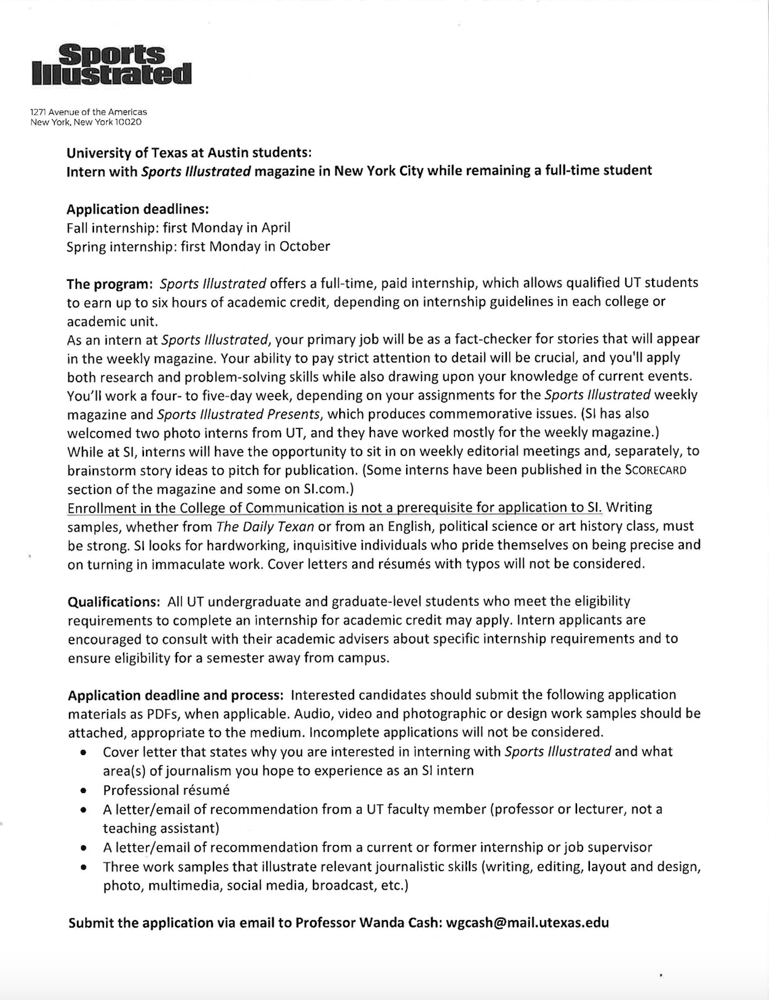 Sports
Illustrated
1271 Avenue of the Americas
New York, New York 10020
University of Texas at Austin students:
Intern with Sports Illustrated magazine in New York City while remaining a full-time student
Application deadlines:
Fall internship: first Monday in April
Spring internship: first Monday in October
The program: Sports Illustrated offers a full-time, paid internship, which allows qualified UT students
to earn up to six hours of academic credit, depending on internship guidelines in each college or
academic unit.
As an intern at Sports Illustrated, your primary job will be as a fact-checker for stories that will appear
in the weekly magazine. Your ability to pay strict attention to detail will be crucial, and you'll apply
both research and problem-solving skills while also drawing upon your knowledge of current events.
You’ll work a four- to five-day week, depending on your assignments for the Sports Illustrated weekly
magazine and Sports Illustrated Presents, which produces commemorative issues. (SI has also
welcomed two photo interns from UT, and they have worked mostly for the weekly magazine.)
While at SI, interns will have the opportunity to sit in on weekly editorial meetings and, separately, to
brainstorm story ideas to pitch for publication. (Some interns have been published in the SCORECARD
section of the magazine and some on SI.com.)
Enrollment in the College of Communication is not a prerequisite for application to SI. Writing
samples, whether from The Daily Texan or from an English, political science or art history class, must
be strong. SI looks for hardworking, inquisitive individuals who pride themselves on being precise and
on turning in immaculate work. Cover letters and résumés with typos will not be considered.
Qualifications: All UT undergraduate and graduate-level students who meet the eligibility
requirements to complete an internship for academic credit may apply. Intern applicants are
encouraged to consult with their academic advisers about specific internship requirements and to
ensure eligibility for a semester away from campus.
Application deadline and process: Interested candidates should submit the following application
materials as PDFs, when applicable. Audio, video and photographic or design work samples should be
attached, appropriate to the medium. Incomplete applications will not be considered.
• Cover letter that states why you are interested in interning with Sports Illustrated and what
area(s) of journalism you hope to experience as an SI intern
• Professional résumé
• A letter/email of recommendation from a UT faculty member (professor or lecturer, not a
teaching assistant)
• A letter/email of recommendation from a current or former internship or job supervisor
• Three work samples that illustrate relevant journalistic skills (writing, editing, layout and design,
photo, multimedia, social media, broadcast, etc.)
Submit the application via email to Professor Wanda Cash: wgcash@mail.utexas.edu